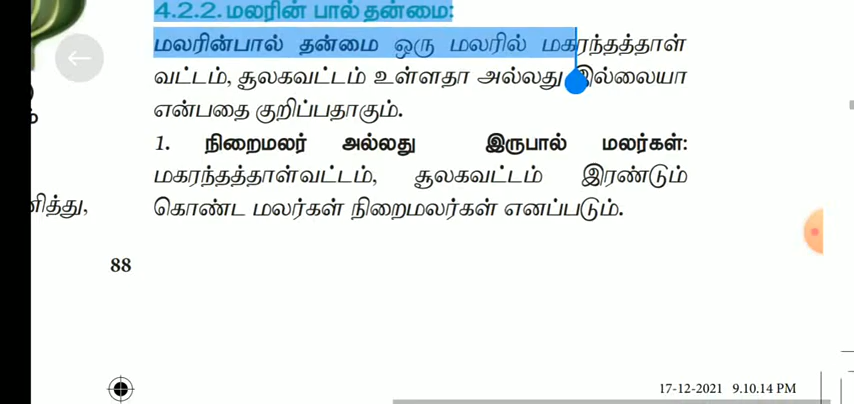 4.2.2. மலரின் பால் தன்மை:
மலரின்பால் தன்மை ஒரு மலரில் மகரந்தத்தாள்
வட்டம், சூலகவட்டம் உள்ளதா அல்லது இல்லையா
என்பதை குறிப்பதாகும்.
1. நிறைமலர் அல்லது இருபால் மலர்கள்:
மகரந்தத்தாள்வட்டம், சூலகவட்டம் இரண்டும்
னித்து,
கொண்ட மலர்கள் நிறைமலர்கள் எனப்படும்.
88
17-12-2021 9.10.14 PM